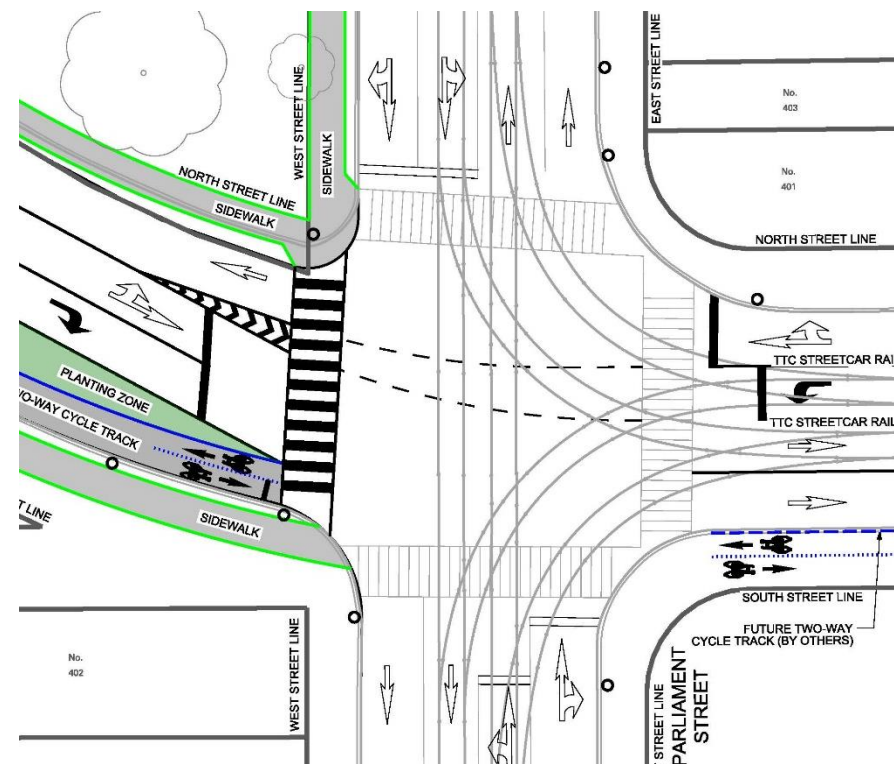 WEST STREET LINE
SIDEWALK
EAST STREET LINE
No.
403
No.
401
NORTH STREET LINE
SIDEWALK
NORTH STREET LINE
TTC STREETCAR RAI
TTC STREETCAR RAIL
PLANTING ZONE
WO-WAY CYCLE TRACK
SIDEWALK
T LINE
SOUTH STREET LINE
FUTURE TWO-WAY
CYCLE TRACK (BY OTHERS)
No.
402
WEST STREET LINE
T STREET LINE
PARLIAMENT
STREET